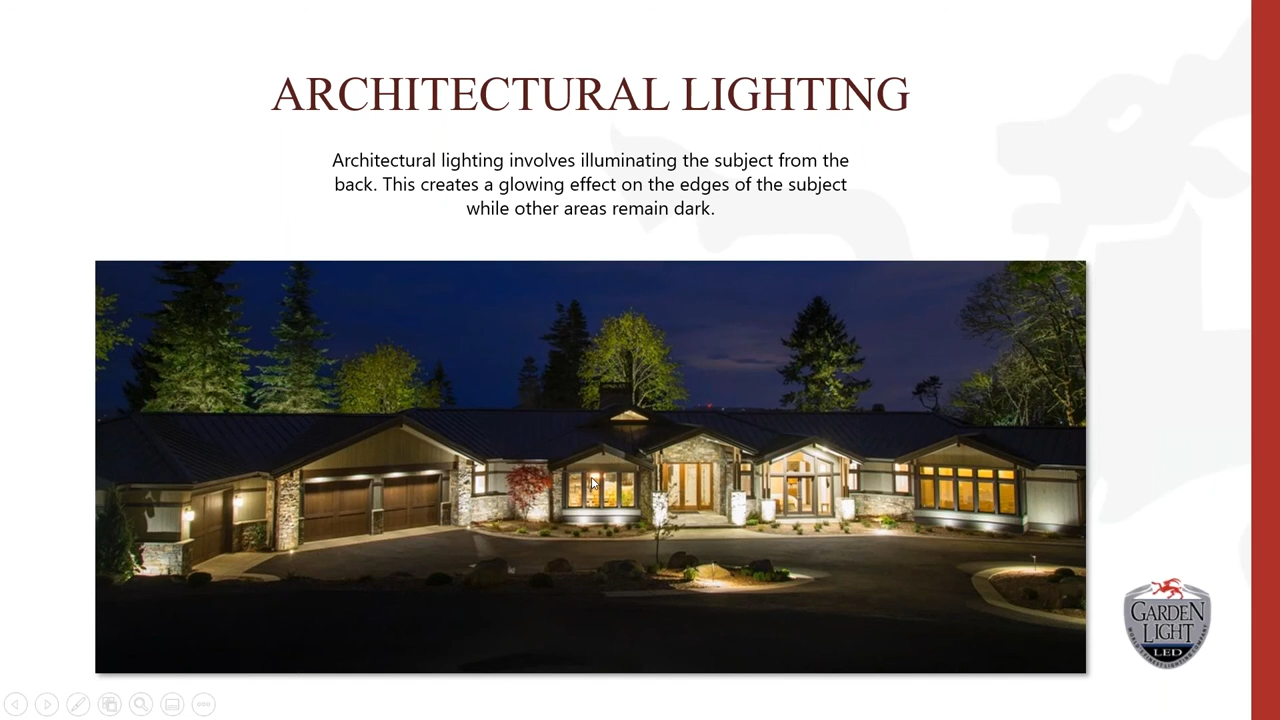 ARCHITECTURAL LIGHTING
Architectural lighting involves illuminating the subject from the
back. This creates a glowing effect on the edges of the subject
while other areas remain dark.
GARDEN
LIGHT
LED